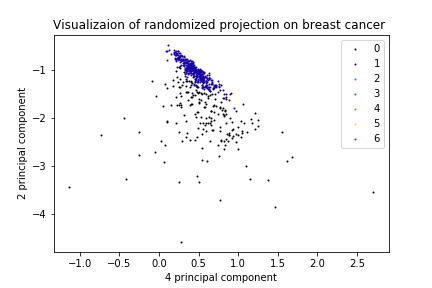 Visualizaion of randomized projection on breast cancer
0
1
2
3
4
5
6
−1
−2
−3
−4
2 principal component
−1.0 −0.5 0.0 0.5 1.0 1.5 2.0 2.5
4 principal component